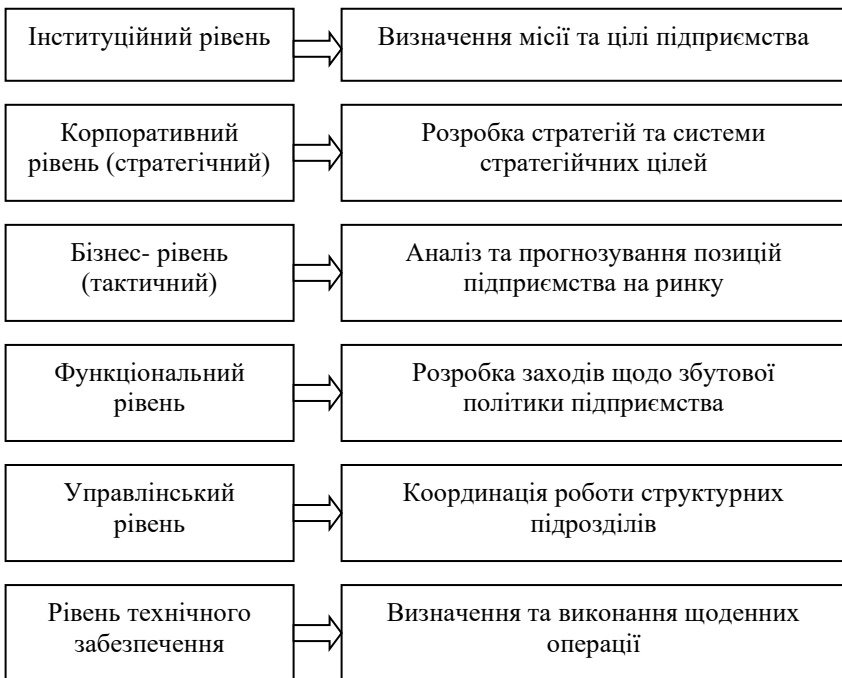 Інституційний рівень
Визначення місії та цілі підприємства
Корпоративний
рівень (стратегічний)
Розробка стратегій та системи
стратегійчних цілей
Бізнес- рівень
(тактичний)
Аналіз та прогнозування позицій
підприємства на ринку
Функціональний
рівень
Розробка заходів щодо збутової
політики підприємства
Управлінський
рівень
Координація роботи структурних
підрозділів
Рівень технічного
забезпечення
Визначення та виконання щоденних
операції